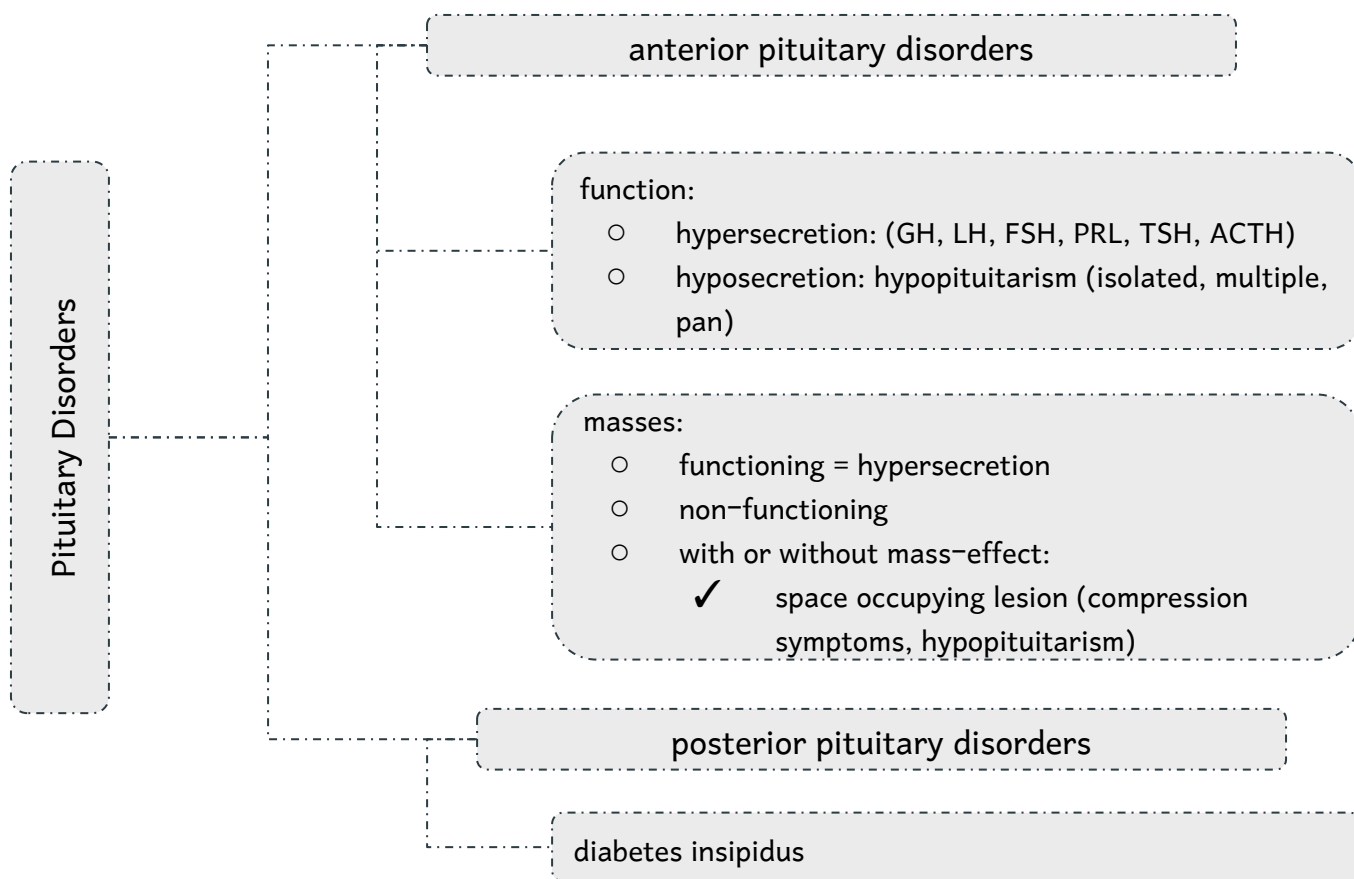 Pituitary Disorders
anterior pituitary disorders
function:
○ hypersecretion: (GH, LH, FSH, PRL, TSH, ACTH)
○ hyposecretion: hypopituitarism (isolated, multiple,
pan)
masses:
○ functioning = hypersecretion
○ non-functioning
○ with or without mass-effect:
✓ space occupying lesion (compression
symptoms, hypopituitarism)
posterior pituitary disorders
diabetes insipidus